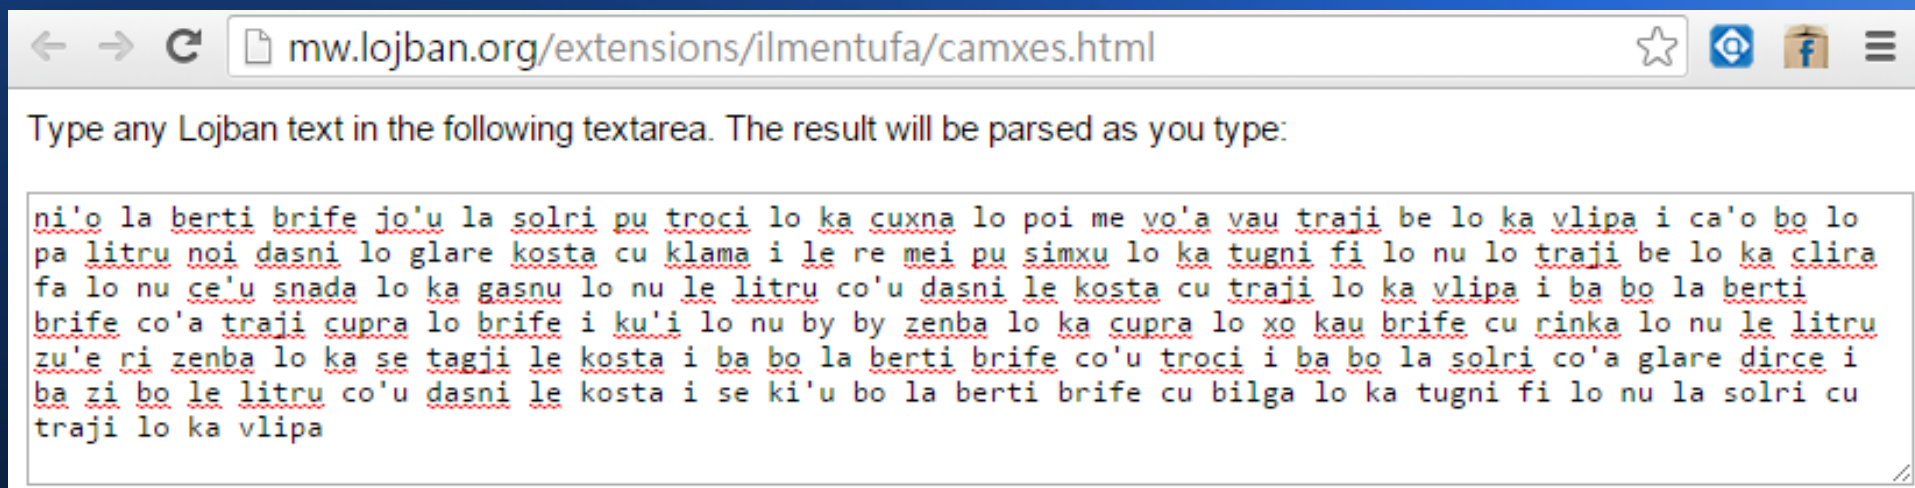 mw.lojban.org/extensions/ilmentufa/camxes.html
Type any Lojban text in the following textarea. The result will be parsed as you type:
ni'o la berti brife jo'u la solri pu troci lo ka cuxna lo poi me vo'a vau traji be lo ka vlipa i ca'o bo lo
pa litru noi dasni lo glare kosta cu klama i le re mei pu simxu lo ka tugni fi lo nu lo traji be lo ka clira
fa lo nu ce'u snada lo ka gasnu lo nu le litru co'u dasni le kosta cu traji lo ka vlipa i ba bo la berti
brife co'a traji cupra lo brife i ku'i lo nu by by zenba lo ka cupra lo xo kau brife cu rinka lo nu le litru
zu'e ri zenba lo ka se tagji le kosta i ba bo la berti brife co'u troci i ba bo la solri co'a glare dirce i
ba zi bo le litru co'u dasni le kosta i se ki'u bo la berti brife cu bilga lo ka tugni fi lo nu la solri cu
traji lo ka vlipa